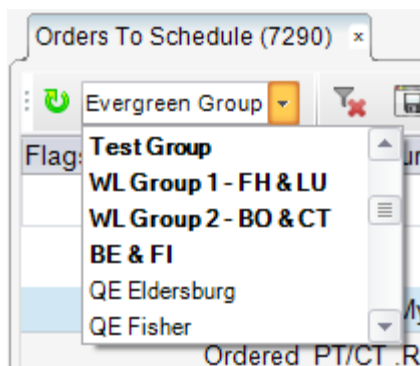 Orders To Schedule (7290) x
Evergreen Group
Flag
Test Group
WL Group 1 - FH & LU
WL Group 2 - BO & CT
BE & FI
QE Eldersburg
QE Fisher
Ordered PT/CT .R